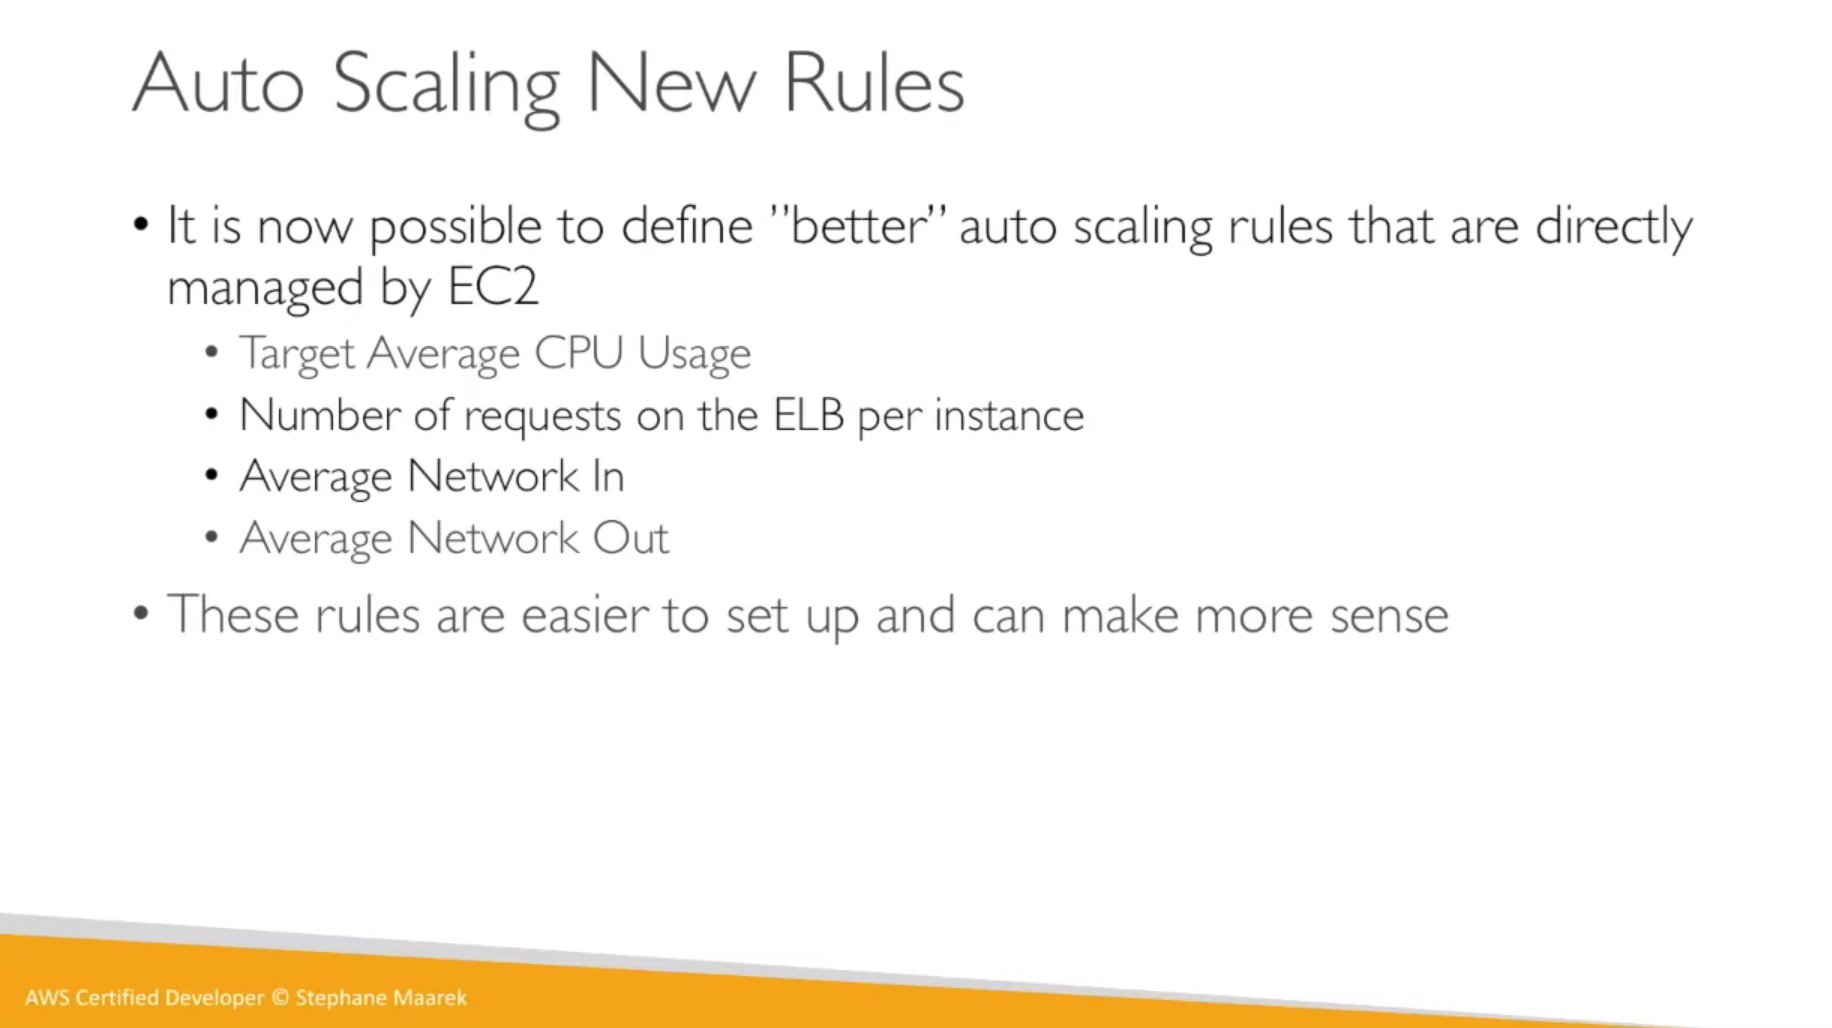 Auto Scaling New Rules
• It is now possible to define ”better” auto scaling rules that are directly
managed by EC2
• Target Average CPU Usage
• Number of requests on the ELB per instance
• Average Network In
• Average Network Out
• These rules are easier to set up and can make more sense
AWS Certified Developer © Stephane Maarek